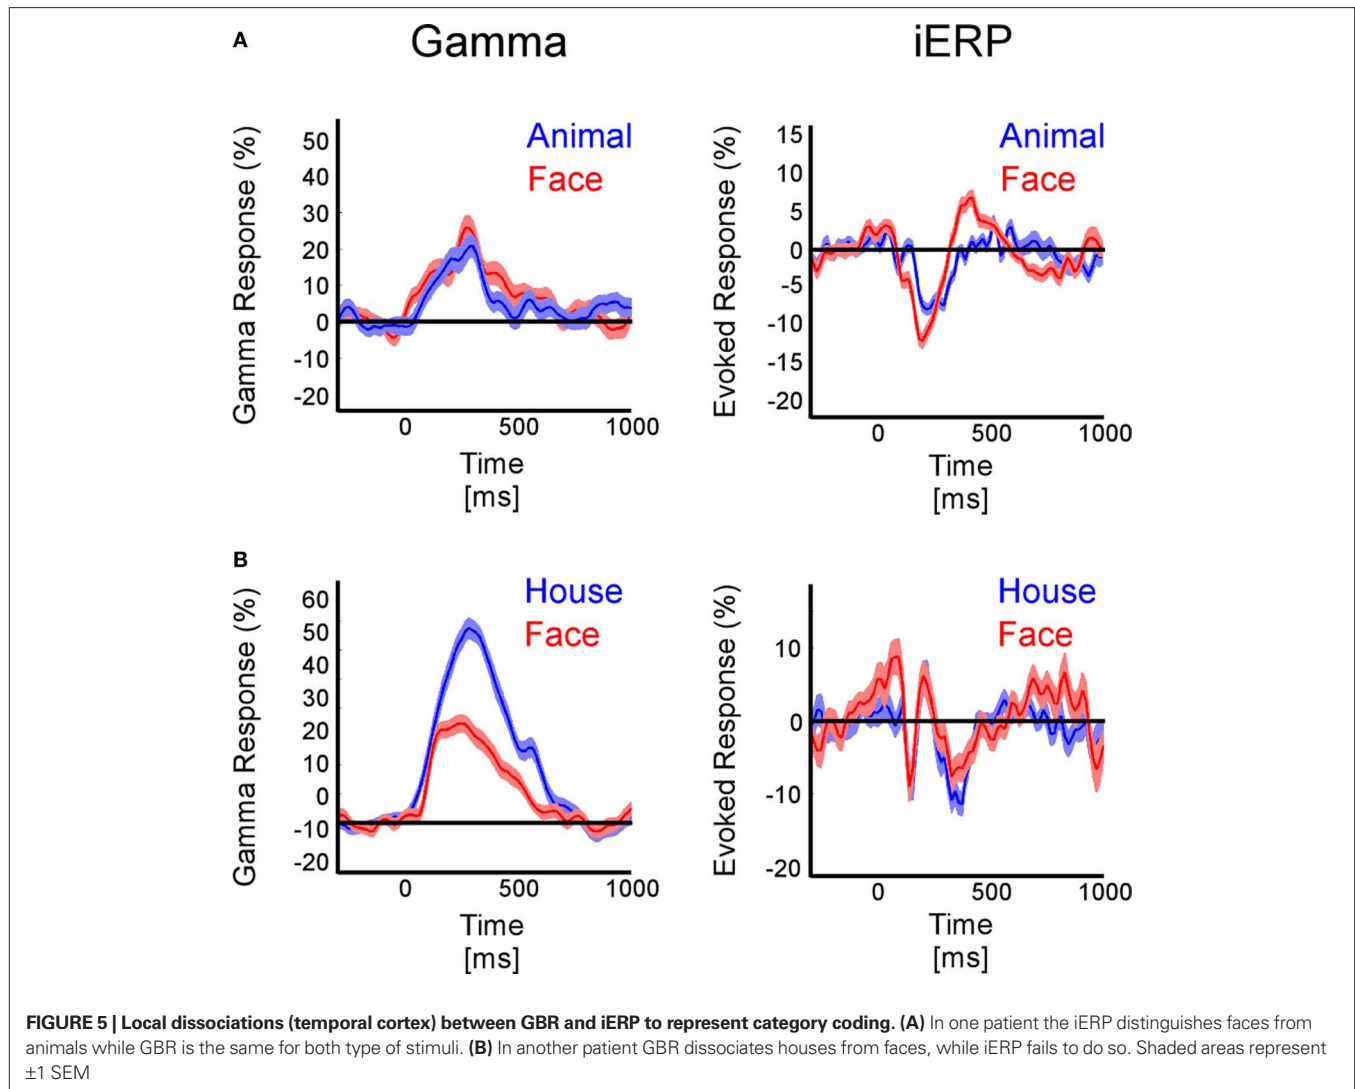 A
Gamma
iERP
Gamma Response (%)
50
40
30
20
10
0
-10
-20
Animal
Face
0 500 1000
Time
[ms]
Evoked Response (%)
15
10
5
0
-5
-10
-15
-20
Animal
Face
0 500 1000
Time
[ms]
B
Gamma Response (%)
60
50
40
30
20
10
0
-10
-20
House
Face
0 500 1000
Time
[ms]
Evoked Response (%)
10
0
-10
-20
House
Face
0 500 1000
Time
[ms]
FIGURE 5 | Local dissociations (temporal cortex) between GBR and iERP to represent category coding. (A) In one patient the iERP distinguishes faces from
animals while GBR is the same for both type of stimuli. (B) In another patient GBR dissociates houses from faces, while iERP fails to do so. Shaded areas represent
±1 SEM